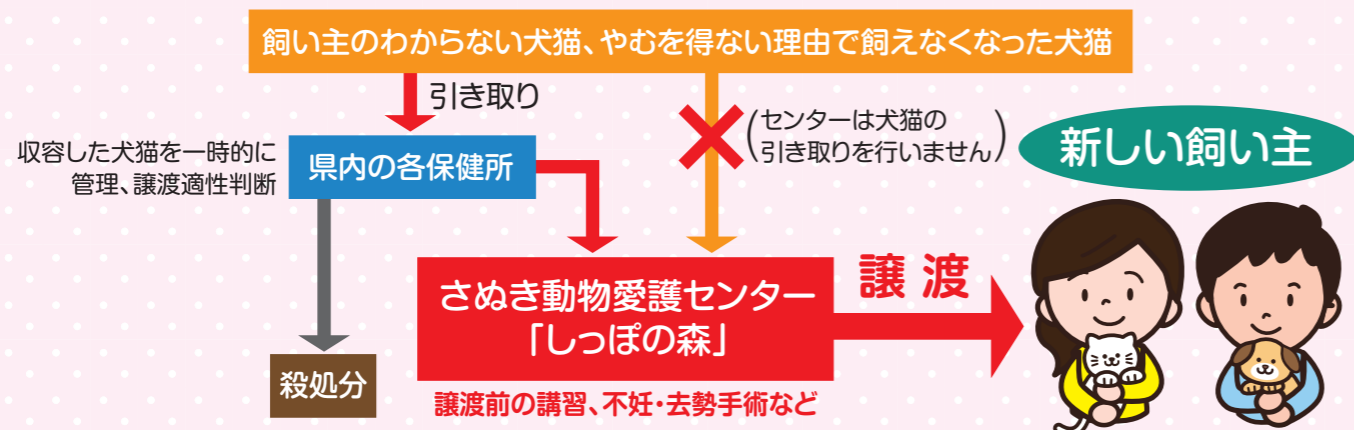 飼い主のわからない犬猫、やむを得ない理由で飼えなくなった犬猫
引き取り
(センターは犬猫の
引き取りを行いません)
新しい飼い主
収容した犬猫を一時的に
管理、譲渡適性判断
県内の各保健所
さぬき動物愛護センター
「しっぽの森」
譲渡
殺処分
譲渡前の講習、不妊・去勢手術など